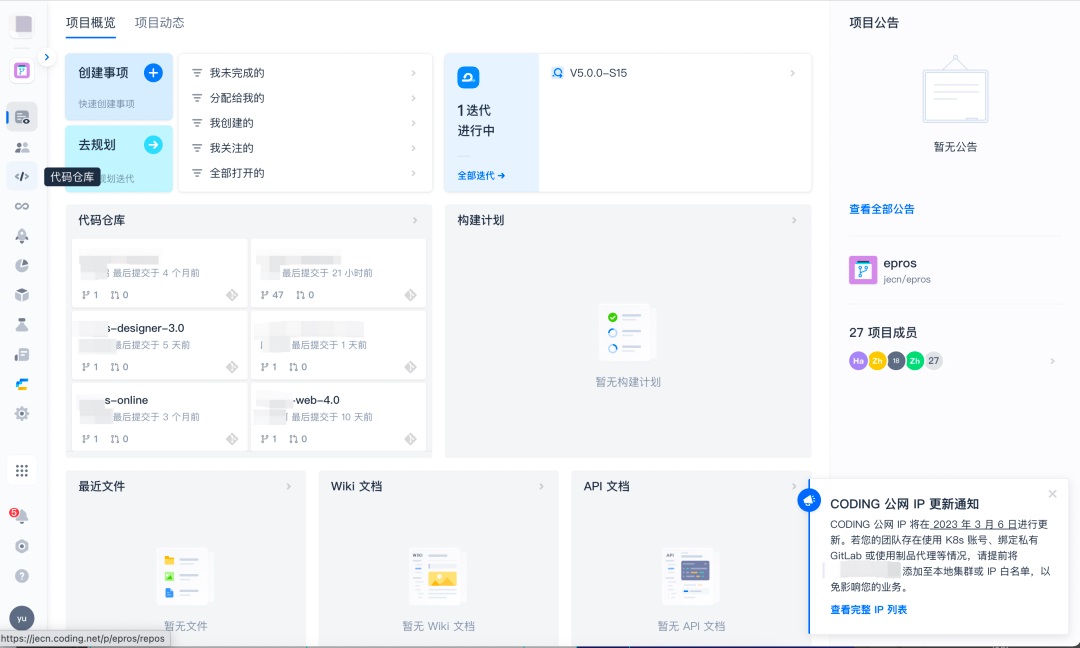 项目概览 项目动态
创建事项
快速创建事项
去规划
规划迭代
代码仓库
我未完成的
分配给我的
我创建的
我关注的
全部打开的
1 迭代
进行中
全部迭代 →
V5.0.0-S15
代码仓库
最后提交于 4 个月前
1 0
最后提交于 21 小时前
47 0
s-designer-3.0
最后提交于 5 天前
1 0
最后提交于 1 天前
1 0
s-online
最后提交于 3 个月前
1 0
-web-4.0
最后提交于 10 天前
1 0
构建计划
暂无构建计划
最近文件
暂无文件
Wiki 文档
WIKI
暂无 Wiki 文档
API 文档
API
暂无 API 文档
项目公告
暂无公告
查看全部公告
epros
jecn/epros
27 项目成员
Ha Zh 18 Zh 27
CODING 公网 IP 更新通知
CODING 公网 IP 将在 2023 年 3 月 6 日进行更
新。若您的团队存在使用 K8s 账号、绑定私有
GitLab 或使用制品代理等情况，请提前将
添加至本地集群或 IP 白名单，以
免影响您的业务。
查看完整 IP 列表
5
yu
https://jecn.coding.net/p/epros/repos